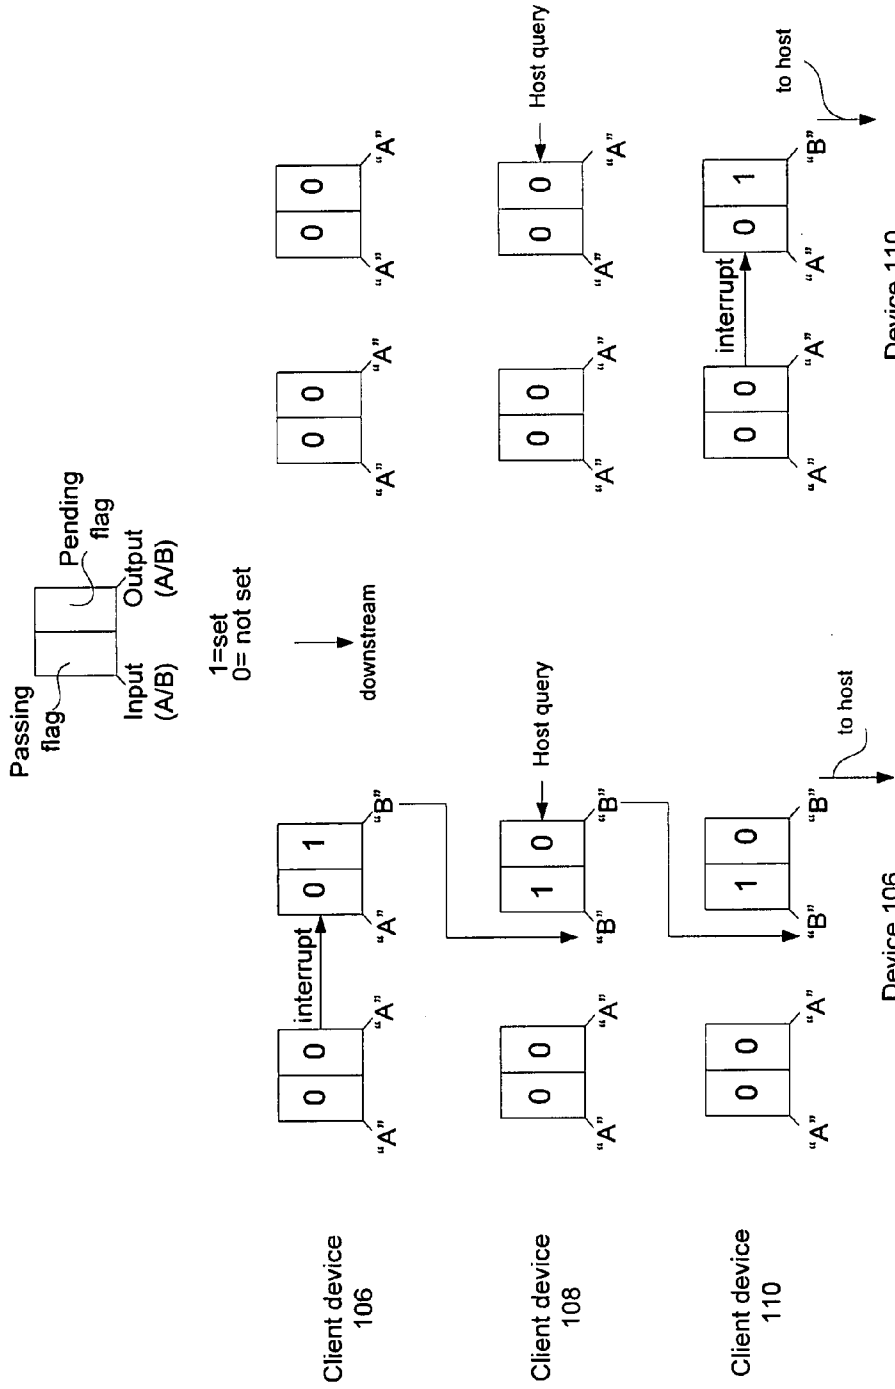 Passing
flag
Pending
flag
Input
(A/B)
Output
(A/B)
1=set
0= not set
downstream
Client device
106
0 0
"A" "A"
interrupt
0 1
"A" "B"
0 0
"A" "A"
0 0
"A" "A"
Client device
108
0 0
"A" "A"
1 0
"B" "B"
Host query
0 0
"A" "A"
0 0
"A" "A"
Host query
Client device
110
0 0
"A" "A"
1 0
"B" "B"
to host
0 0
"A" "A"
interrupt
0 1
"A" "B"
to host
Device 106
Device 110